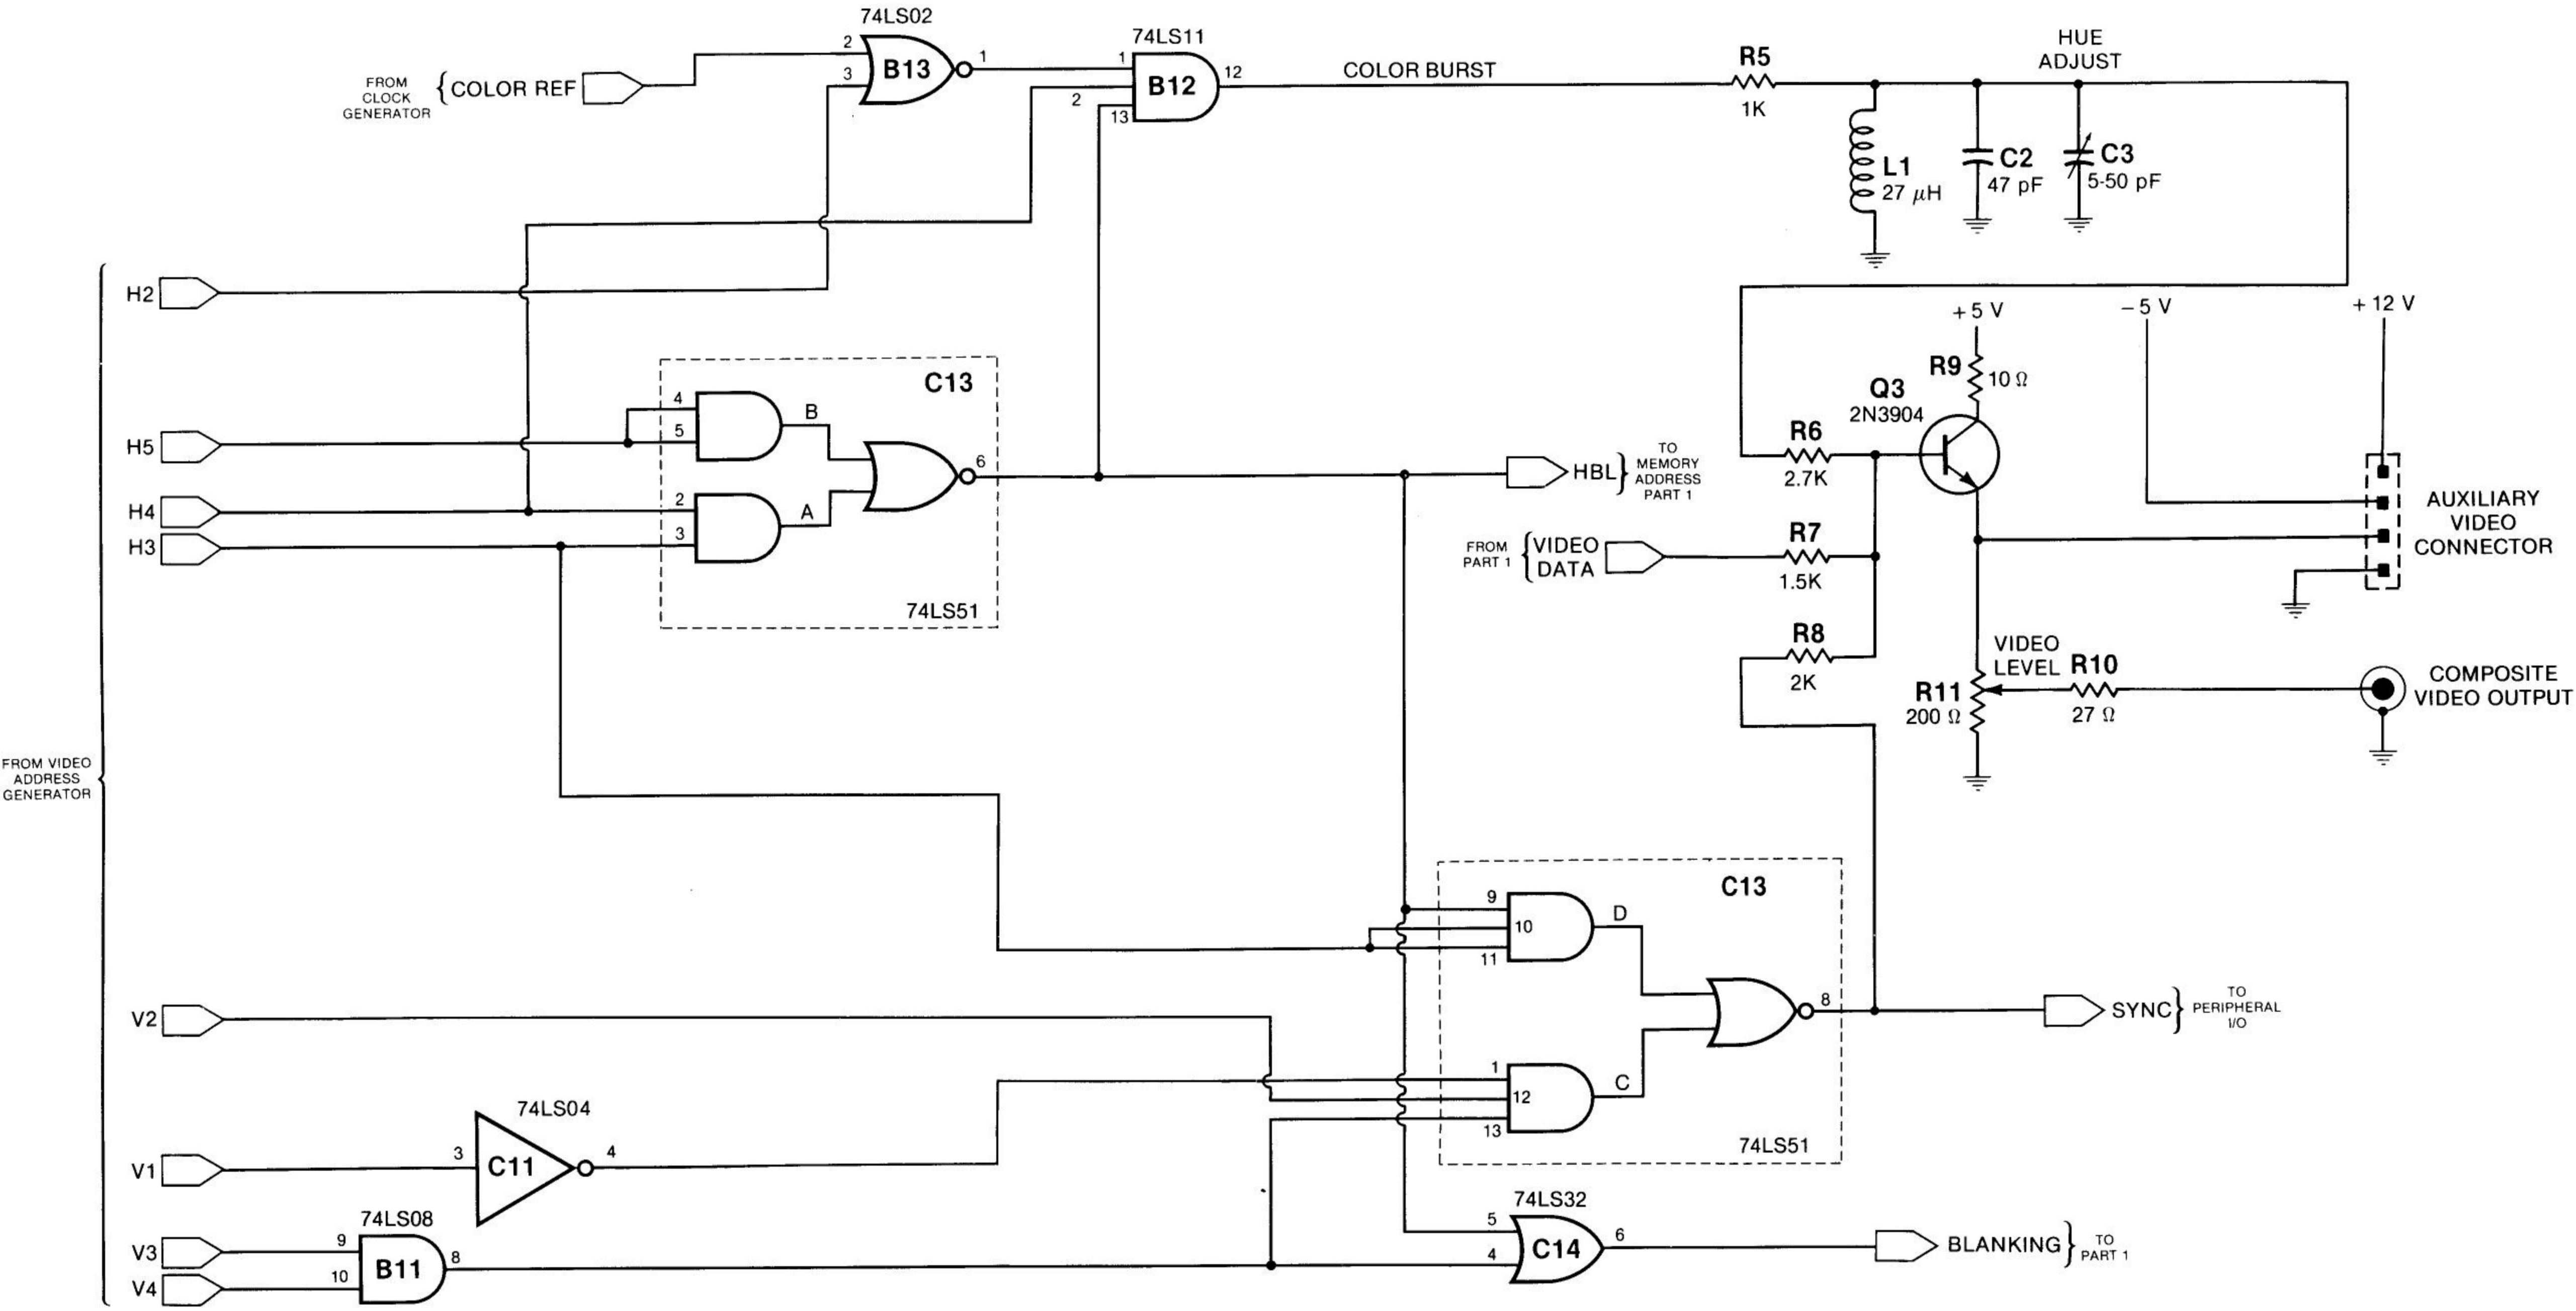 74LS02
2
3
B13
1
FROM
CLOCK
GENERATOR
COLOR REF
74LS11
1
2
13
B12
12
COLOR BURST
R5
1K
HUE
ADJUST
L1
27 μH
C2
47 pF
C3
5-50 pF
H2
H5
H4
H3
C13
4
5
B
2
3
A
6
74LS51
HBL
TO
MEMORY
ADDRESS
PART 1
+5 V
-5 V
+12 V
R9
10 Ω
Q3
2N3904
R6
2.7K
FROM
PART 1
VIDEO
DATA
R7
1.5K
R8
2K
AUXILIARY
VIDEO
CONNECTOR
VIDEO
LEVEL
R10
27 Ω
R11
200 Ω
COMPOSITE
VIDEO OUTPUT
FROM VIDEO
ADDRESS
GENERATOR
C13
9
10
11
D
1
12
13
C
8
74LS51
SYNC
TO
PERIPHERAL
I/O
V2
V1
74LS04
3
C11
4
V3
V4
74LS08
9
10
B11
8
74LS32
5
4
C14
6
BLANKING
TO
PART 1